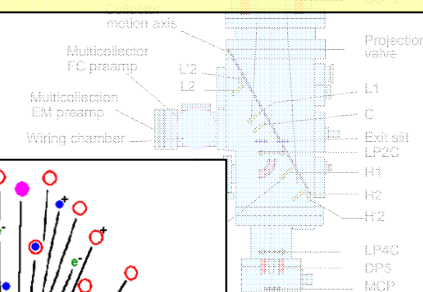 motion axis
Projection
valve
Multicollector
FC preamp
L'2
L2
L1
Multicollection
EM preamp
C
Wiring chamber
Exit slit
LP2C
H1
H2
H'2
LP4C
DP5
MCP
+
+
e-
e-